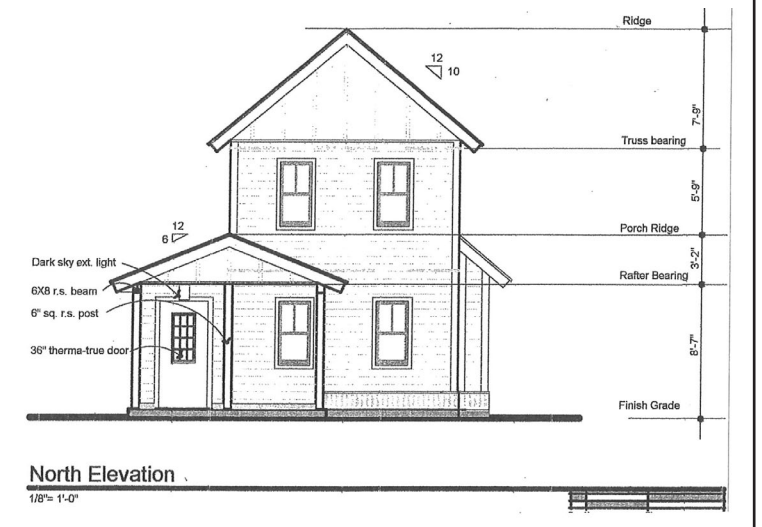 Ridge
12
10
7'-9"
Truss bearing
5'-9"
Porch Ridge
12
6
3'-2"
Dark sky ext. light
Rafter Bearing
6X8 r.s. beam
6" sq. r.s. post
8'-7"
36" therma-true door
Finish Grade
North Elevation
1/8"= 1'-0"